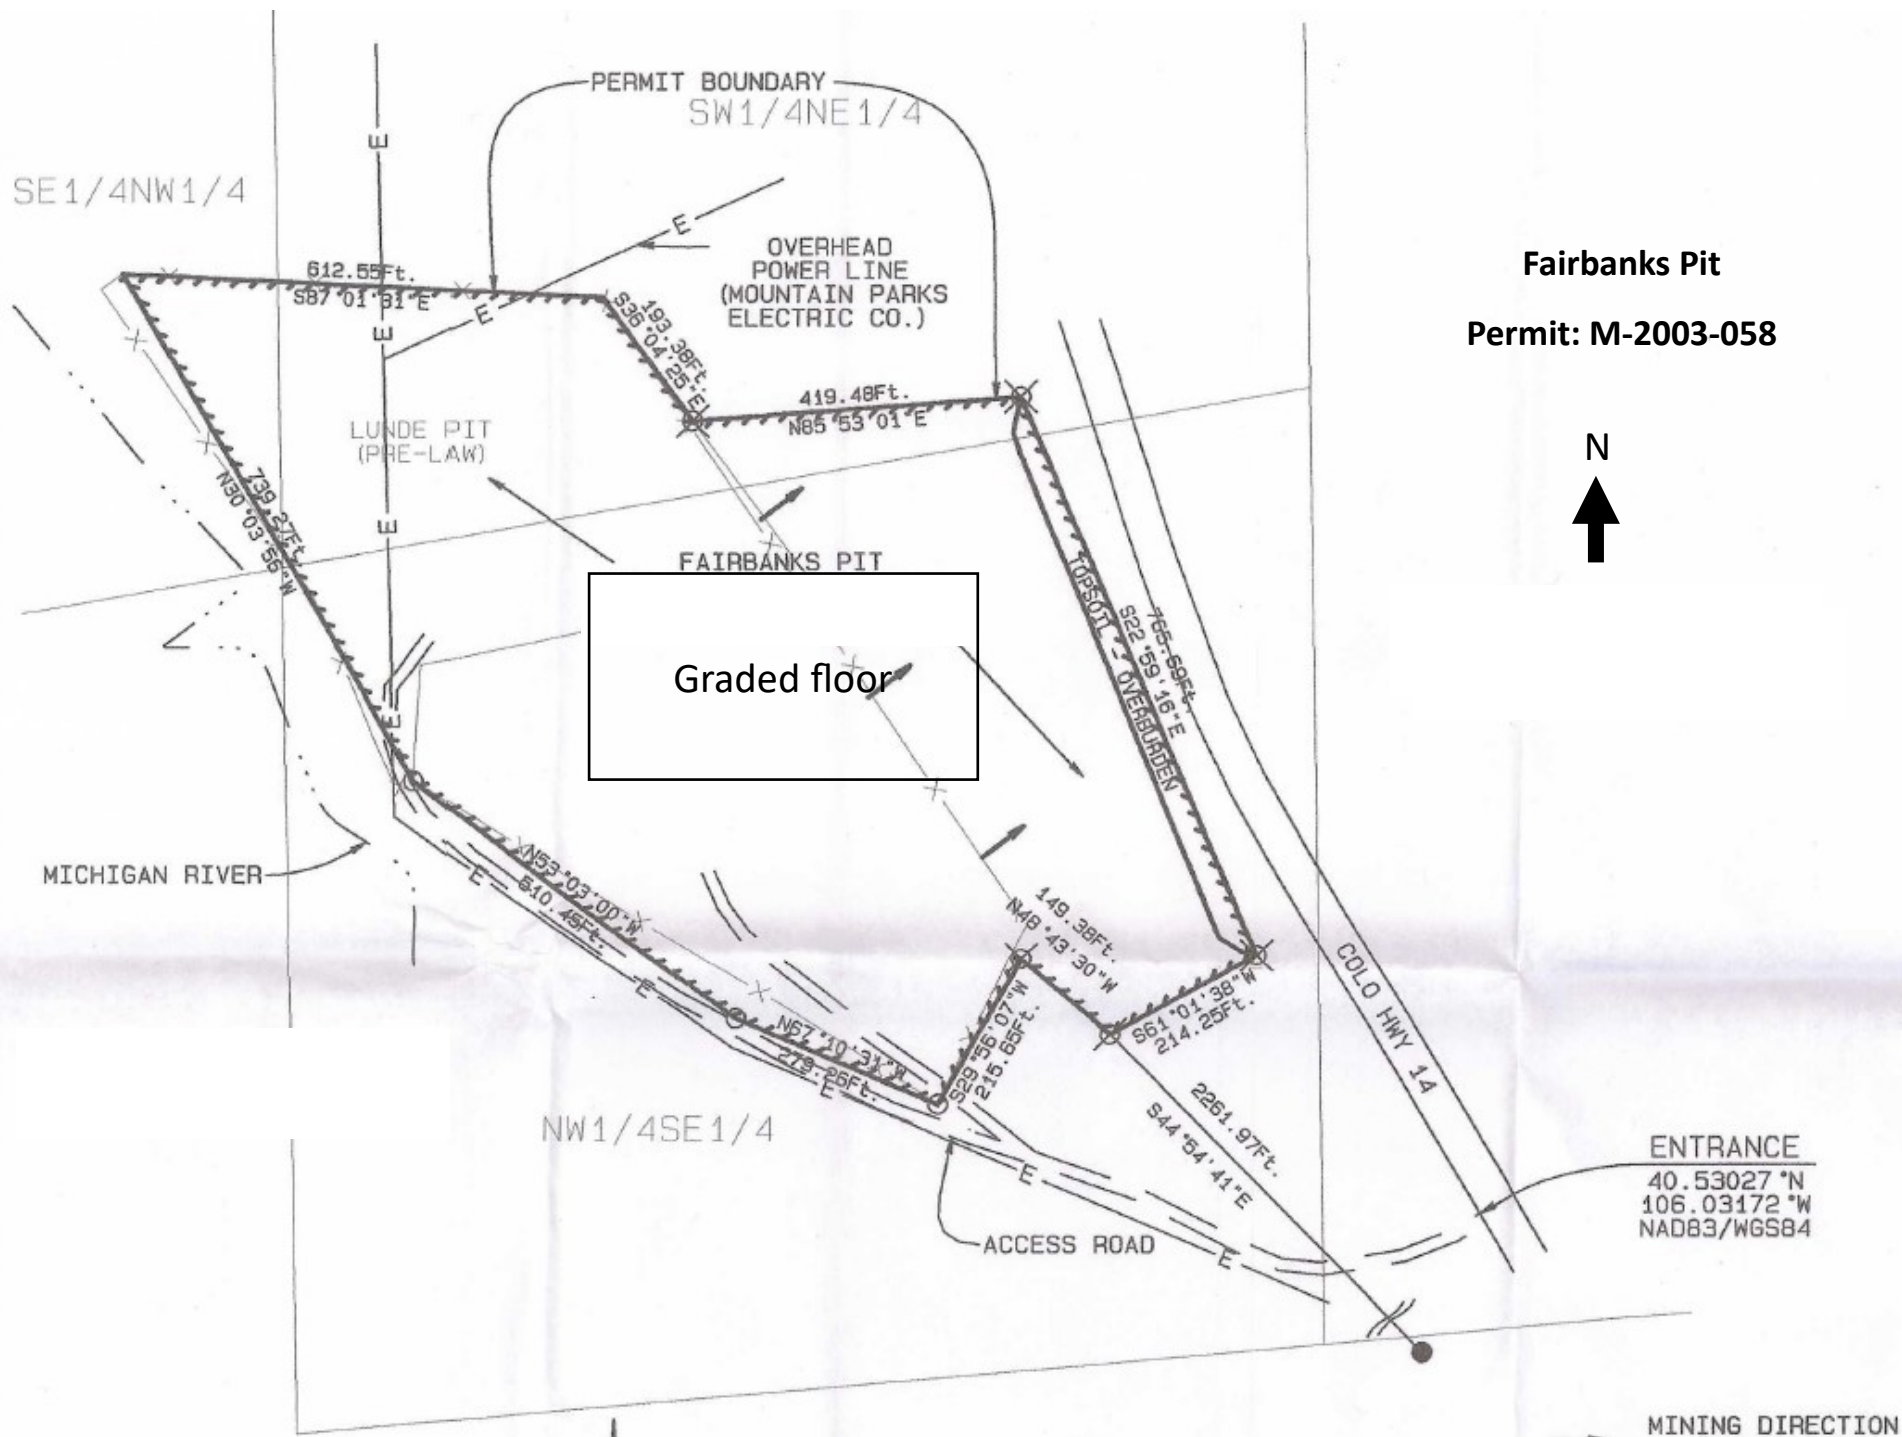 PERMIT BOUNDARY
SW1/4NE1/4
SE1/4NW1/4
E
E
OVERHEAD
POWER LINE
(MOUNTAIN PARKS
ELECTRIC CO.)
Fairbanks Pit
Permit: M-2003-058
N
612.55Ft.
S87°01'31"E
E
E
193.38Ft.
S36°04'25"E
419.48Ft.
N85°53'01"E
LUNDE PIT
(PRE-LAW)
739.27Ft.
N30°03'56"W
E
FAIRBANKS PIT
Graded floor
TOPSOIL - OVERBURDEN
765.69Ft.
S22°59'16"E
E
MICHIGAN RIVER
E
N53°03'00"W
510.45Ft.
149.38Ft.
N48°43'30"W
E
N67°10'31"W
E
S29°56'07"W
215.65Ft.
S61°01'38"W
214.25Ft.
COLO HWY 14
2261.97Ft.
S44°54'41"E
NW1/4SE1/4
E
E
ACCESS ROAD
ENTRANCE
40.53027°N
106.03172°W
NAD83/WGS84
MINING DIRECTION